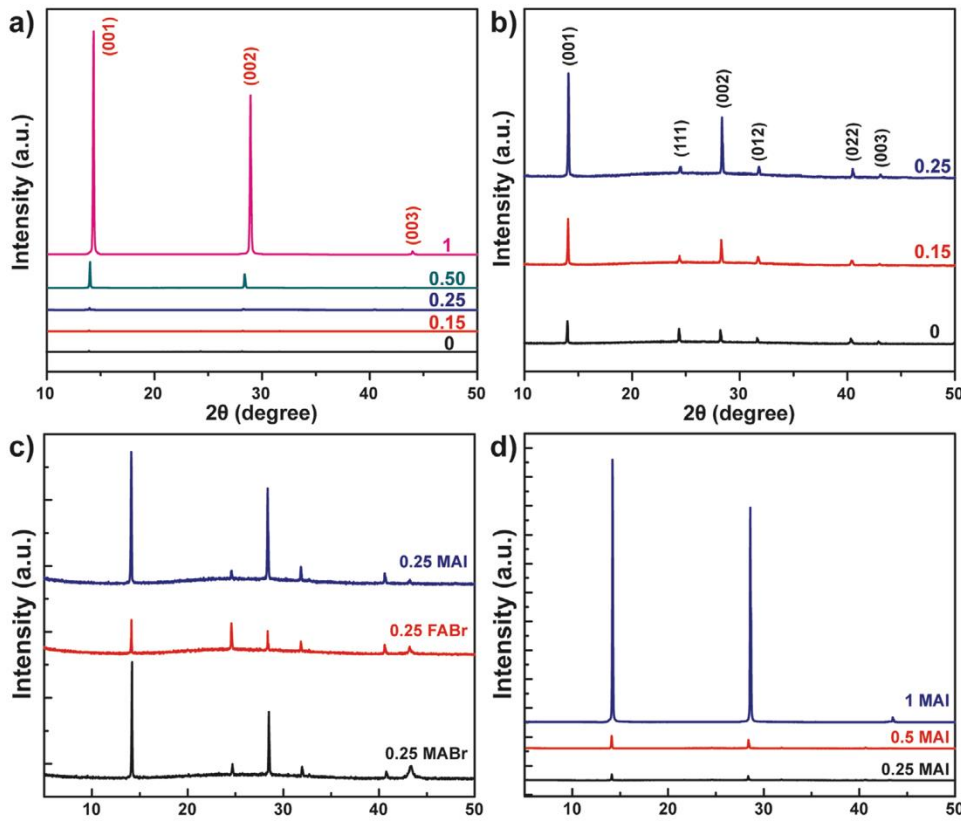 a)
(001)
(002)
(003)
1
0.50
0.25
0.15
0
Intensity (a.u.)
10 20 30 40 50
2θ (degree)
b)
(001)
(111)
(002)
(012)
(022)
(003)
0.25
0.15
0
Intensity (a.u.)
10 20 30 40 50
2θ (degree)
c)
0.25 MAI
0.25 FABr
0.25 MABr
Intensity (a.u.)
10 20 30 40 50
d)
1 MAI
0.5 MAI
0.25 MAI
Intensity (a.u.)
10 20 30 40 50